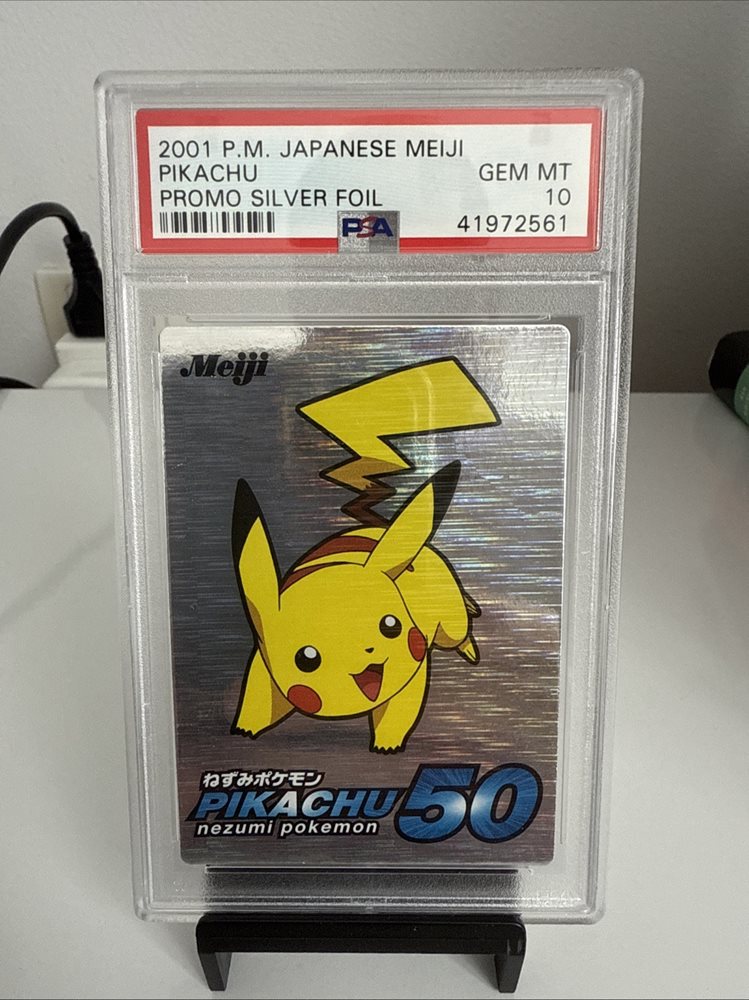 2001 P.M. JAPANESE MEIJI
PIKACHU GEM MT
PROMO SILVER FOIL 10
PSA 41972561
Meiji
ねずみポケモン
PIKACHU 50
nezumi pokemon